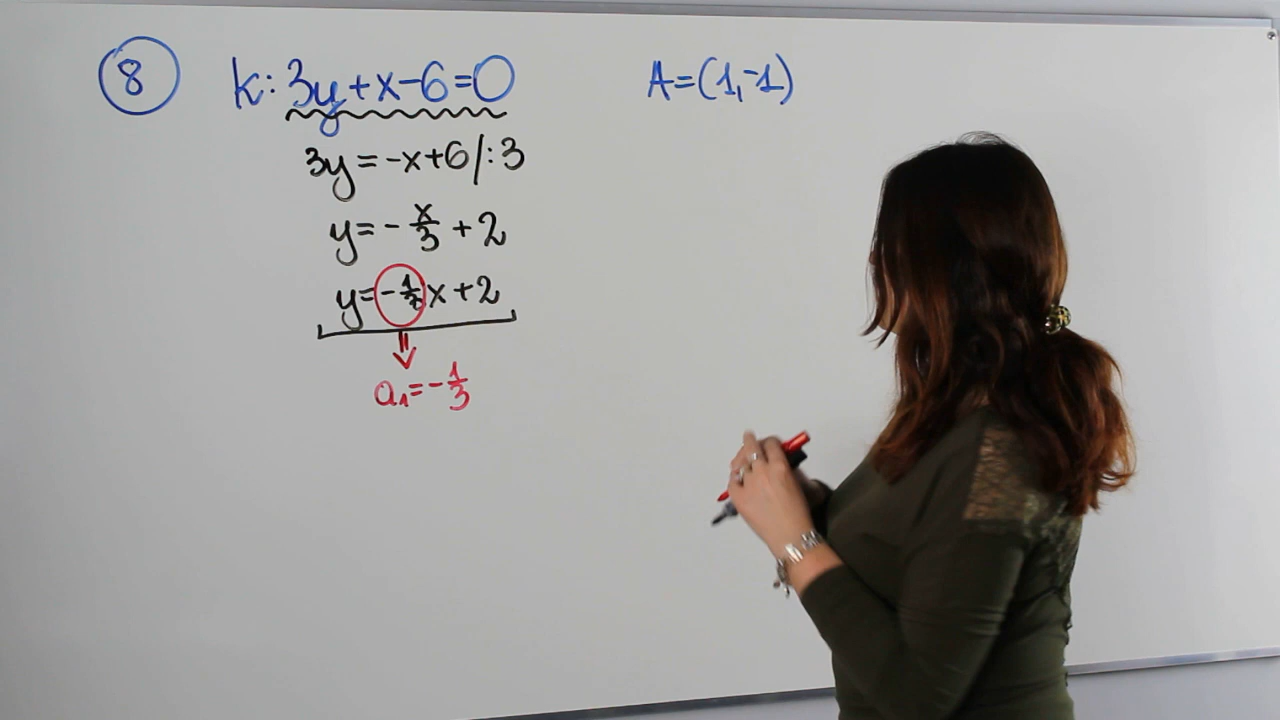 8
k: 3y+x-6=0
A=(1,-1)
3y=-x+6/:3
y=-x/3+2
y=-1/3x+2
a₁=-1/3